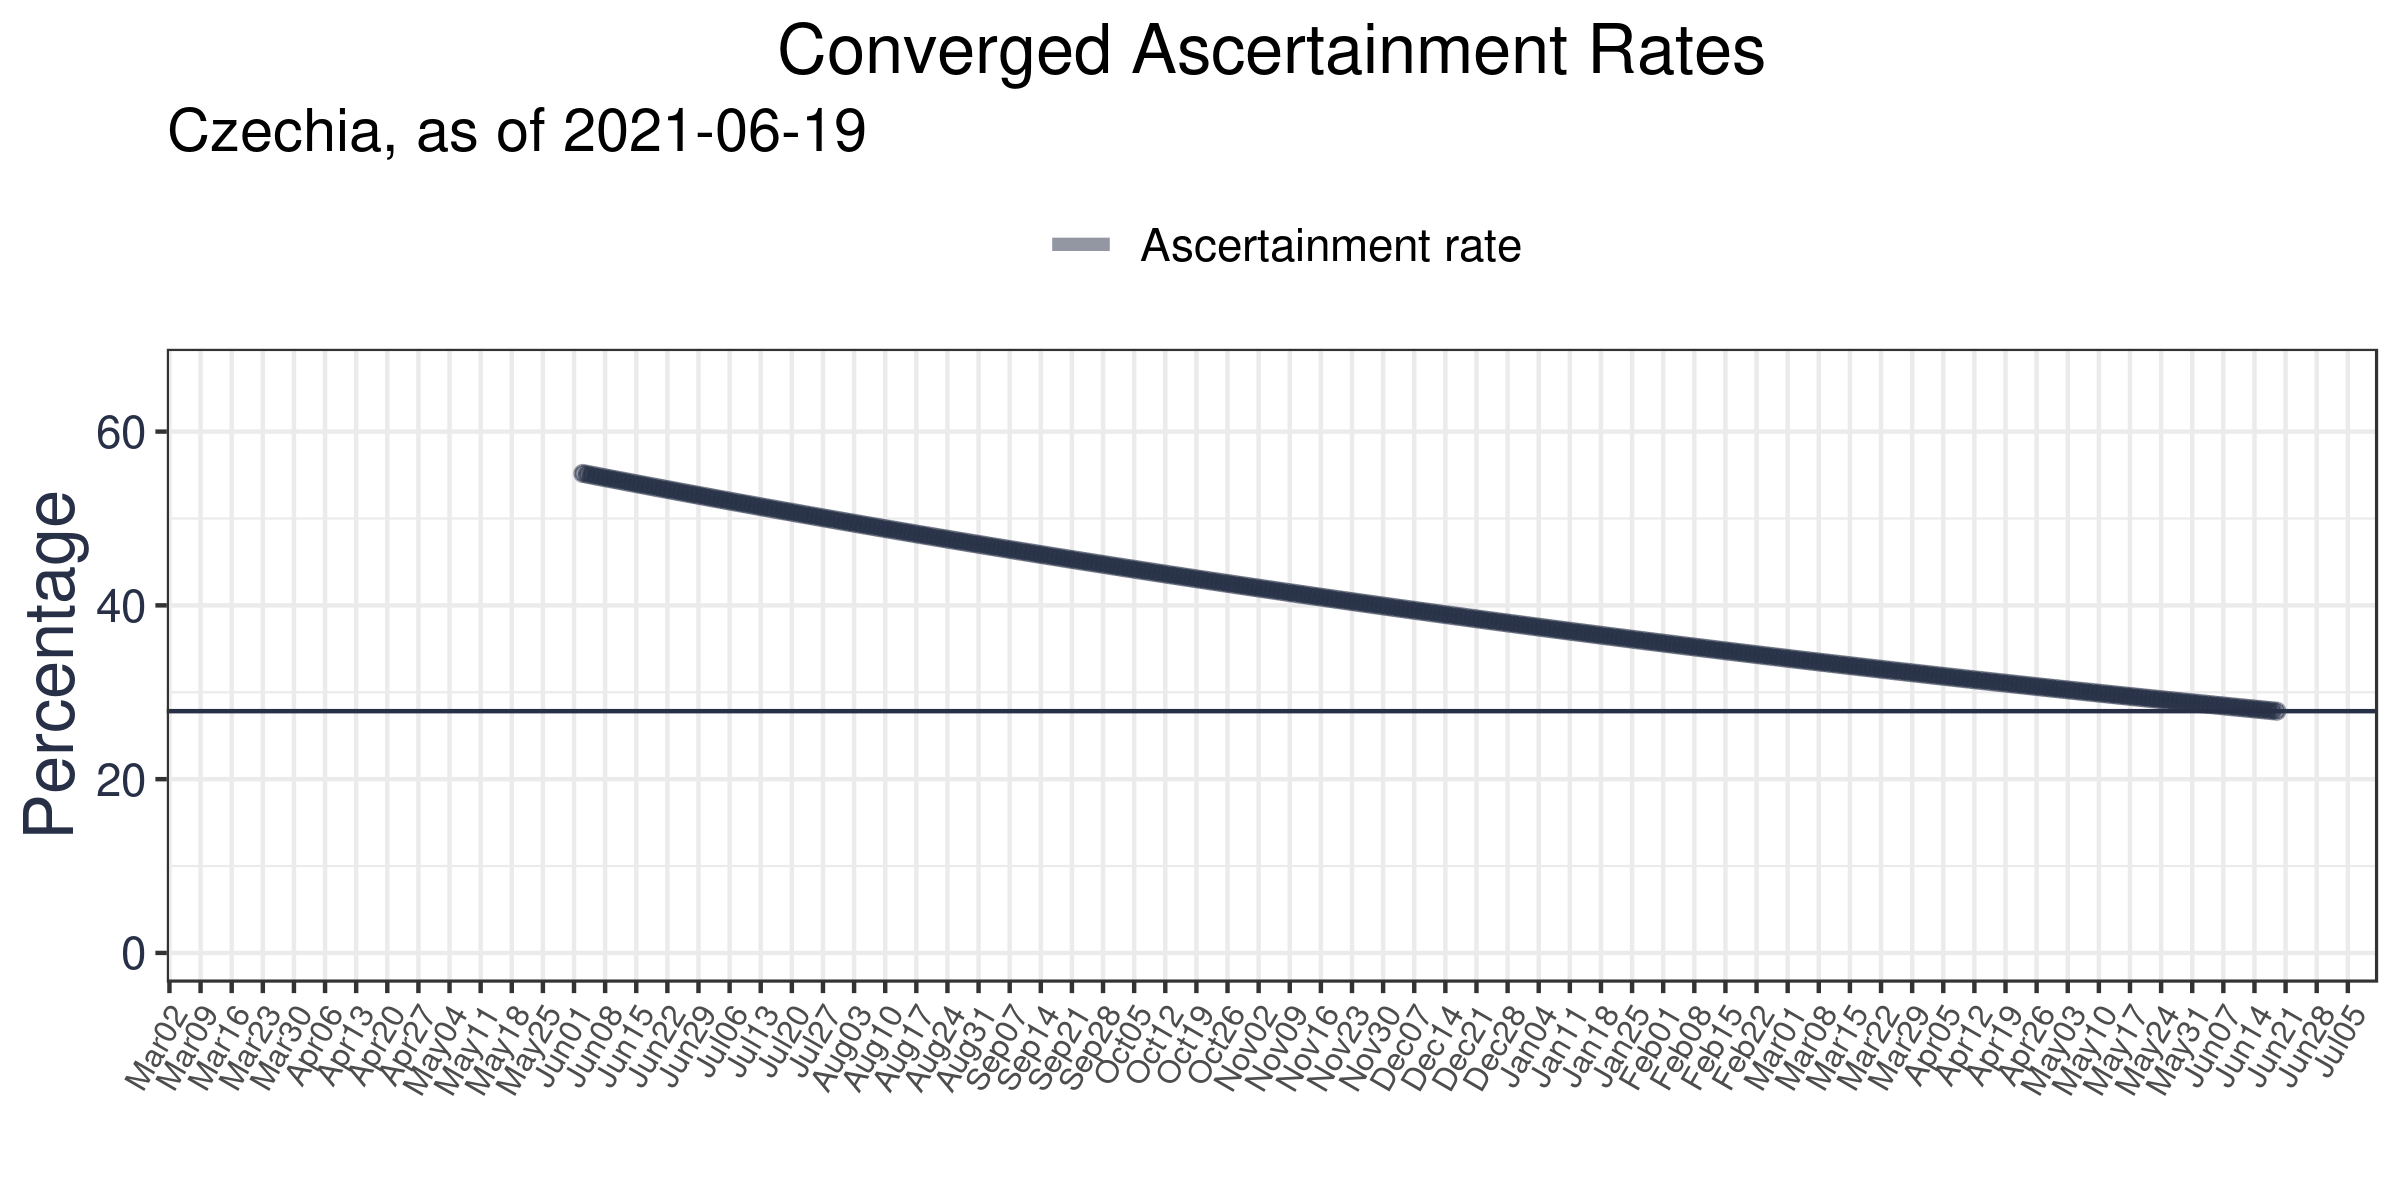 Converged Ascertainment Rates
Czechia, as of 2021-06-19
Ascertainment rate
Percentage
60
40
20
0
Mar02 Mar09 Mar16 Mar23 Mar30 Apr06 Apr13 Apr20 Apr27 May04 May11 May18 May25 Jun01 Jun08 Jun15 Jun22 Jun29 Jul06 Jul13 Jul20 Jul27 Aug03 Aug10 Aug17 Aug24 Aug31 Sep07 Sep14 Sep21 Sep28 Oct05 Oct12 Oct19 Oct26 Nov02 Nov09 Nov16 Nov23 Nov30 Dec07 Dec14 Dec21 Dec28 Jan04 Jan11 Jan18 Jan25 Feb01 Feb08 Feb15 Feb22 Mar01 Mar08 Mar15 Mar22 Mar29 Apr05 Apr12 Apr19 Apr26 May03 May10 May17 May24 May31 Jun07 Jun14 Jun21 Jun28 Jul05